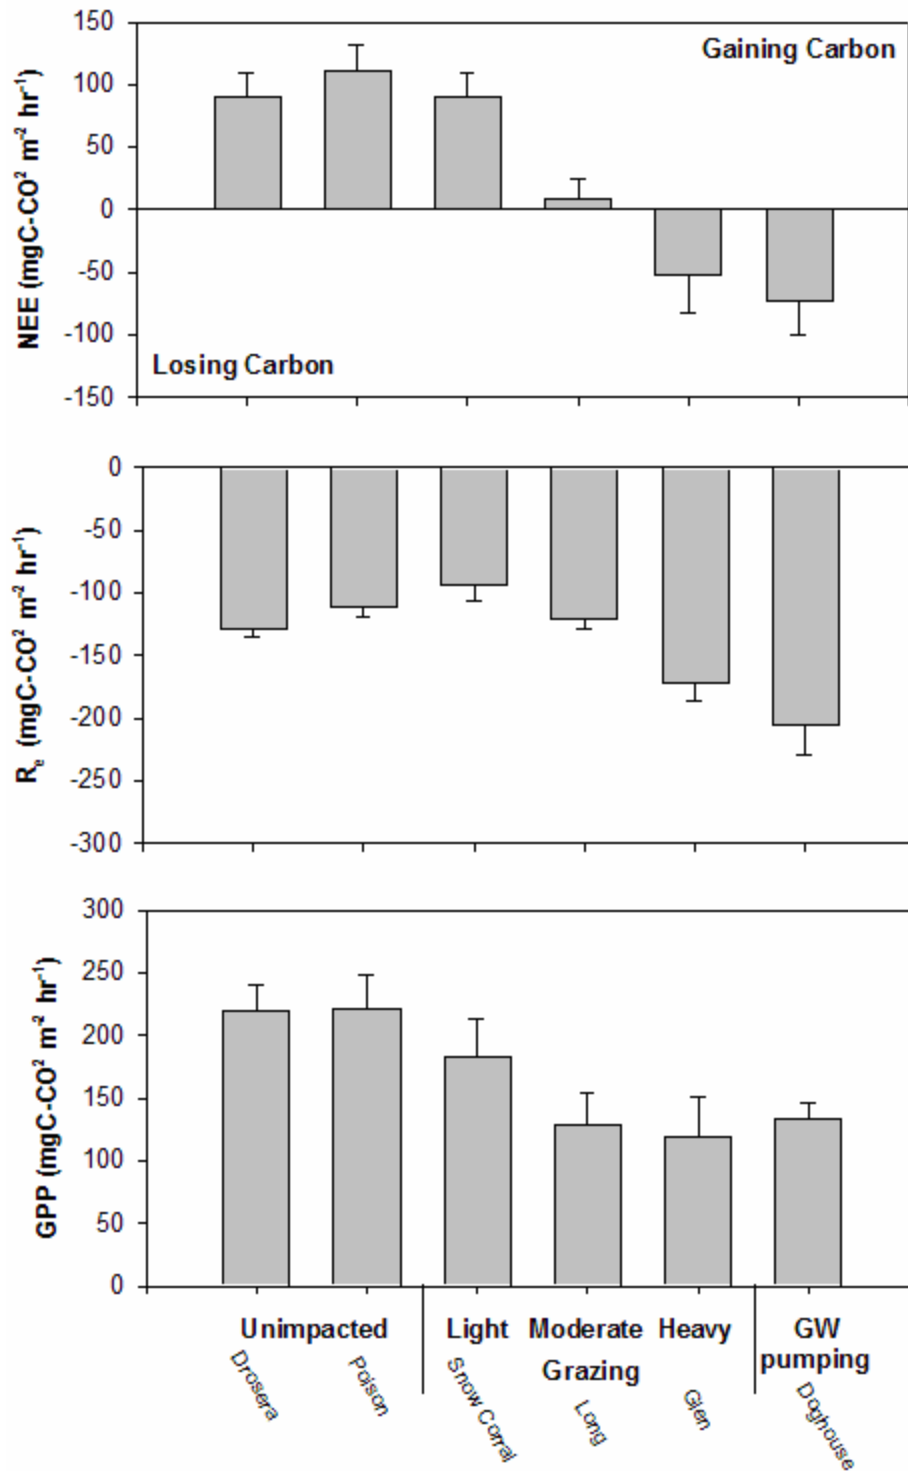 150
100
50
0
-50
-100
-150
NEE (mgC-CO² m⁻² hr⁻¹)
Gaining Carbon
Losing Carbon
0
-50
-100
-150
-200
-250
-300
Rₑ (mgC-CO² m⁻² hr⁻¹)
300
250
200
150
100
50
0
GPP (mgC-CO² m⁻² hr⁻¹)
Unimpacted Light Moderate Heavy GW
Grazing pumping
Drosera Poison Snow Corral Long Glen Doghouse